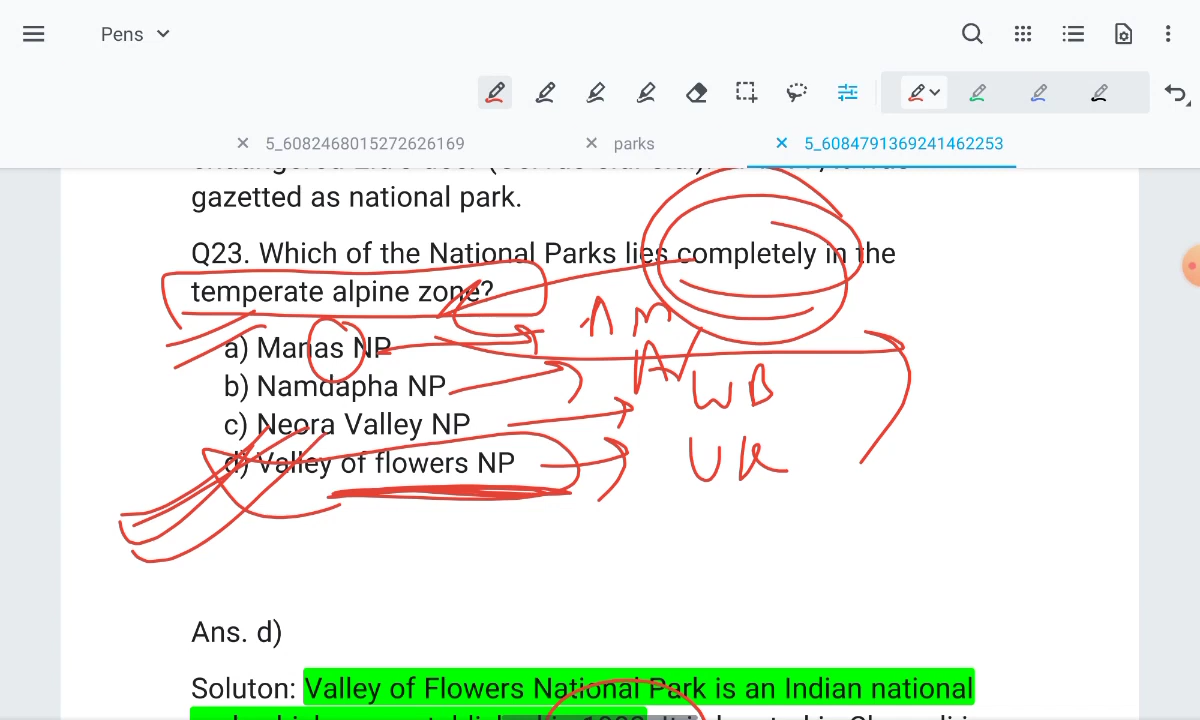 Pens
5_6082468015272626169
parks
5_6084791369241462253
gazetted as national park.
Q23. Which of the National Parks lies completely in the
temperate alpine zone?
a) Manas NP
b) Namdapha NP
c) Neora Valley NP
d) Valley of flowers NP
WB
UK
Ans. d)
Soluton: Valley of Flowers National Park is an Indian national